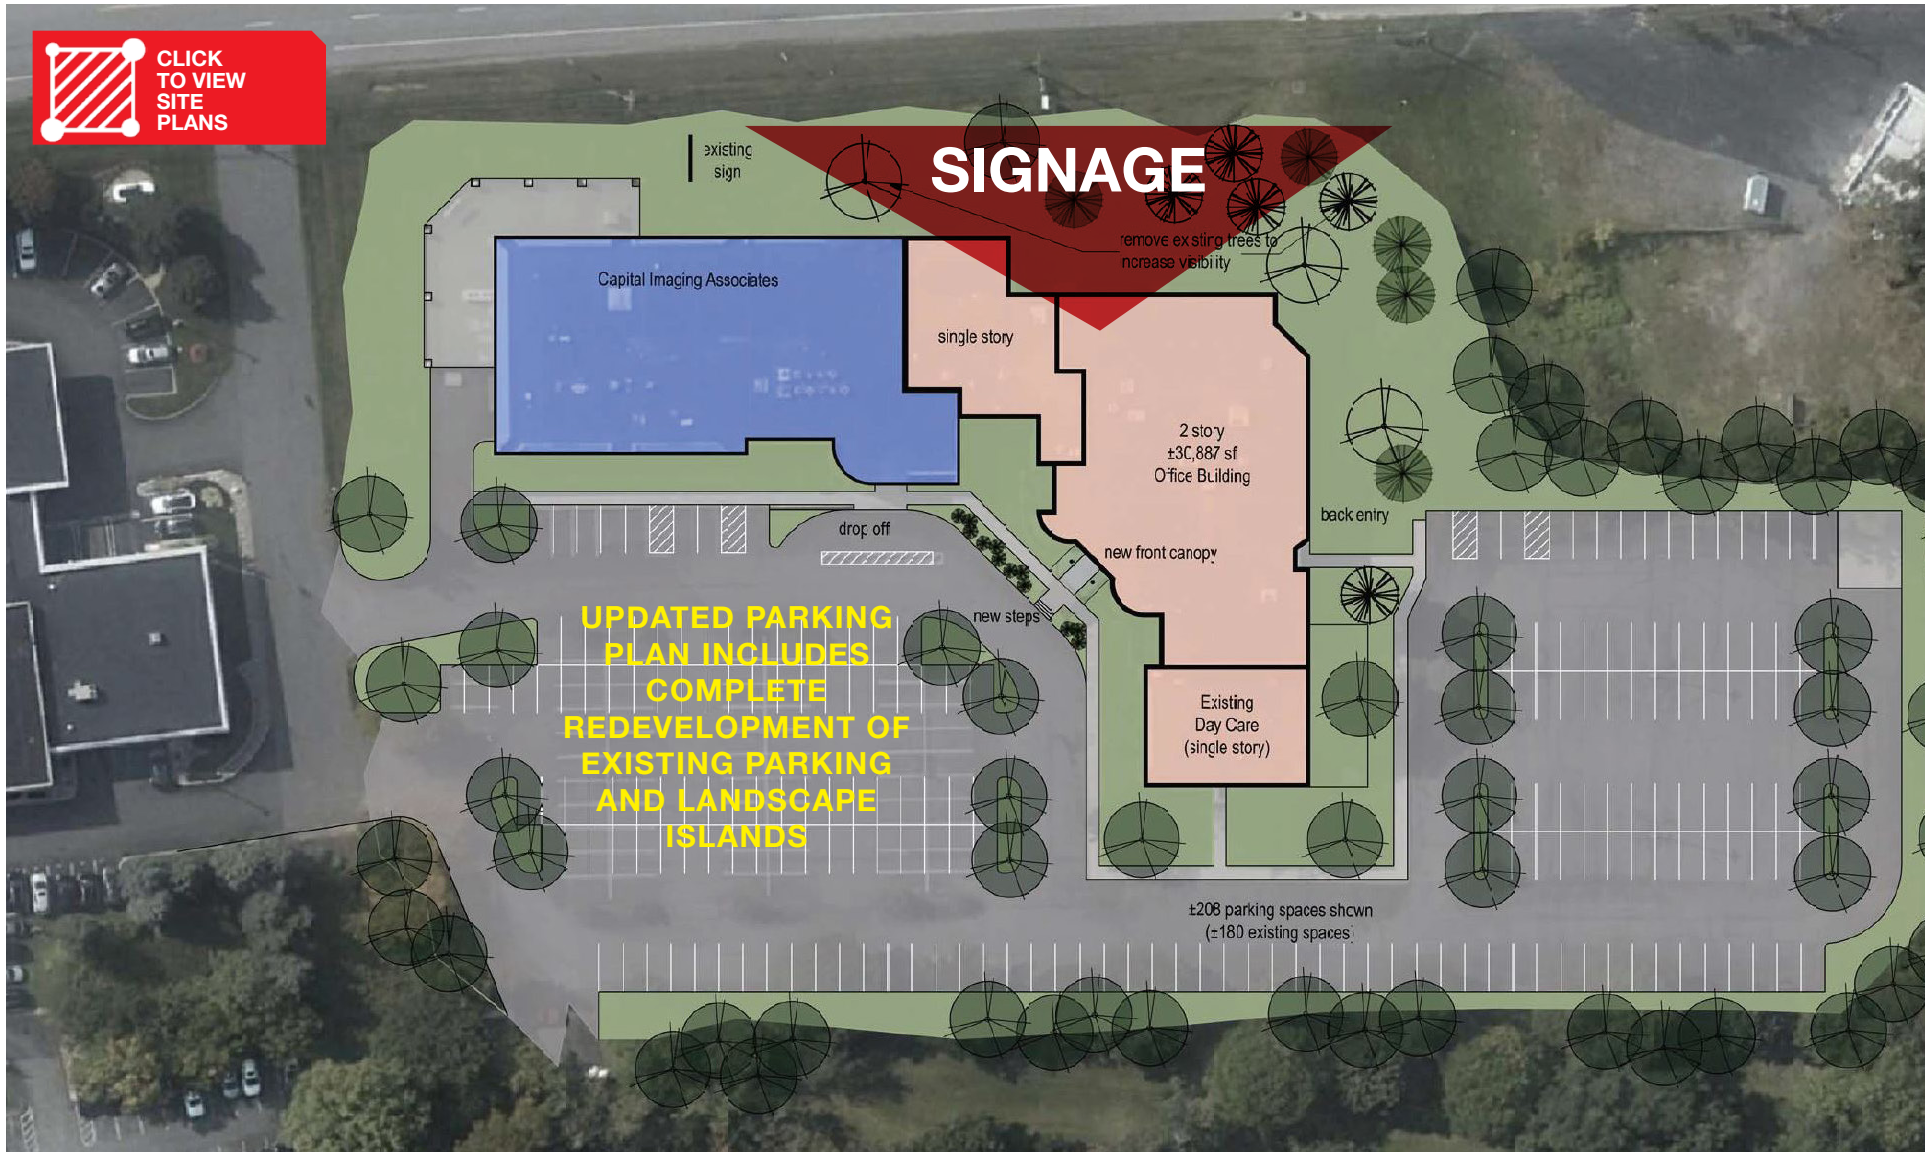 CLICK
TO VIEW
SITE
PLANS
existing
sign
SIGNAGE
remove existing trees to
increase visibility
Capital Imaging Associates
single story
2 story
±30,887 sf
Office Building
back entry
drop off
new front canopy
new steps
UPDATED PARKING
PLAN INCLUDES
COMPLETE
REDEVELOPMENT OF
EXISTING PARKING
AND LANDSCAPE
ISLANDS
Existing
Day Care
(single story)
±208 parking spaces shown
(±180 existing spaces)